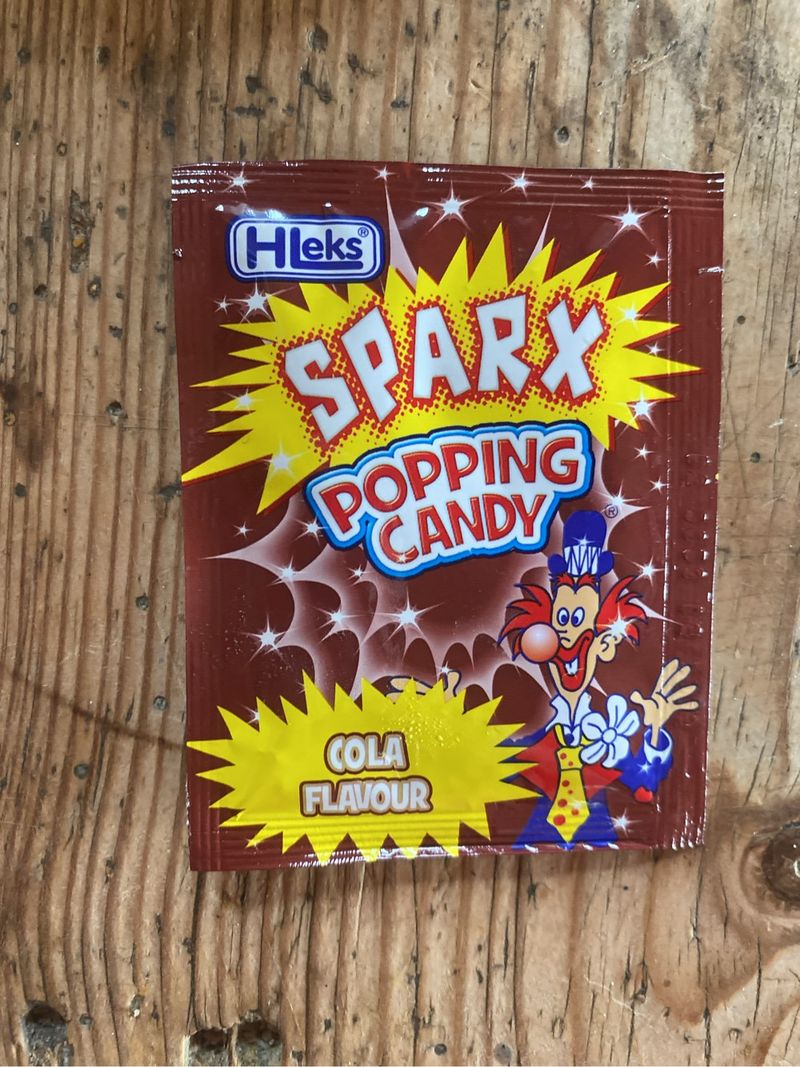 HLeks®
SPARX
POPPING
CANDY
®
COLA
FLAVOUR